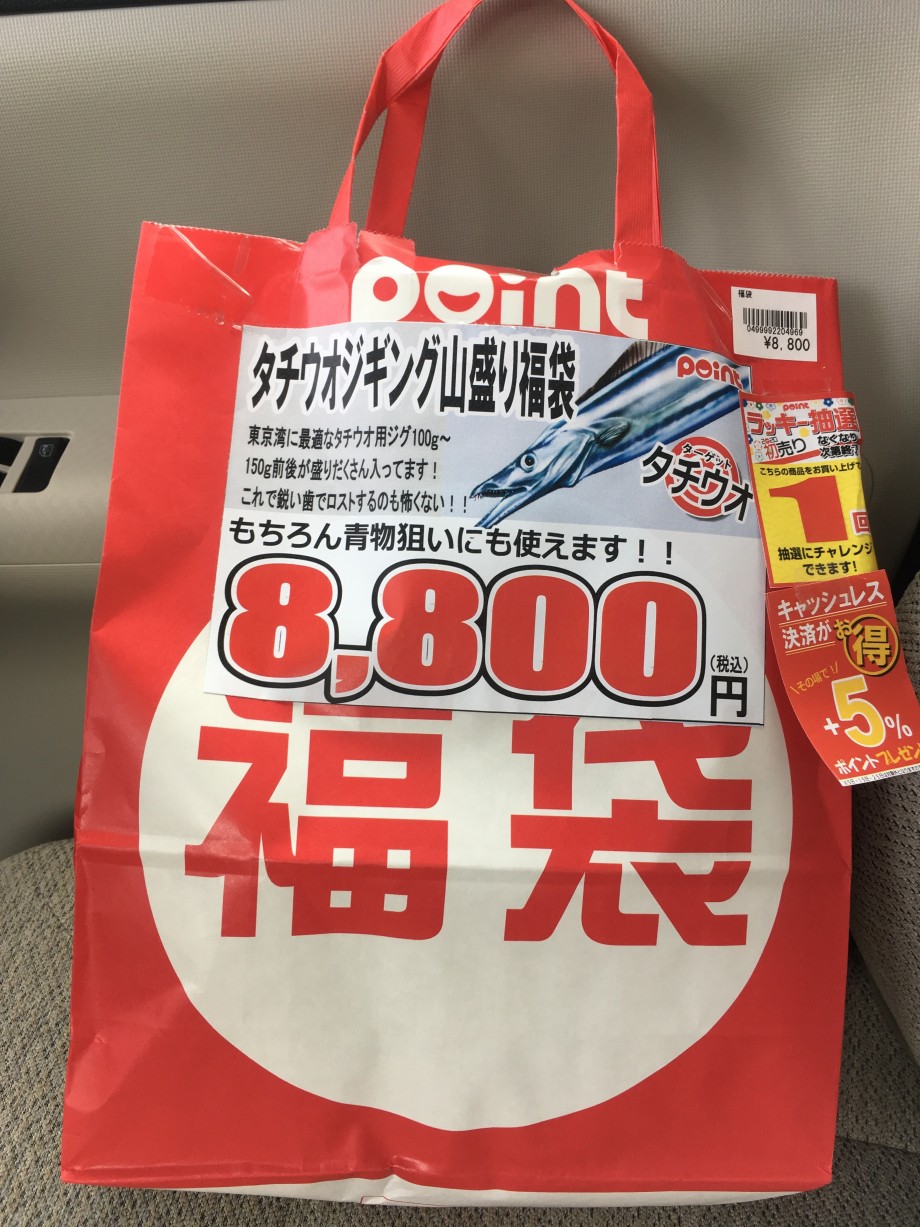 point
福袋
0499992204969
¥8,800
タチウオジギング山盛り福袋
point
東京湾に最適なタチウオ用ジグ100g～
150g前後が盛りだくさん入ってます！
これで鋭い歯でロストするのも怖くない！！
ターゲット
タチウオ
もちろん青物狙いにも使えます！！
8,800円
(税込)
point
ラッキー抽選
2020
初売り
なくなり
次第終了
こちらの商品をお買い上げで
1回
抽選にチャレンジ
できます!
キャッシュレス
決済がお得
その場で!
+5%
ポイントプレゼン
福袋